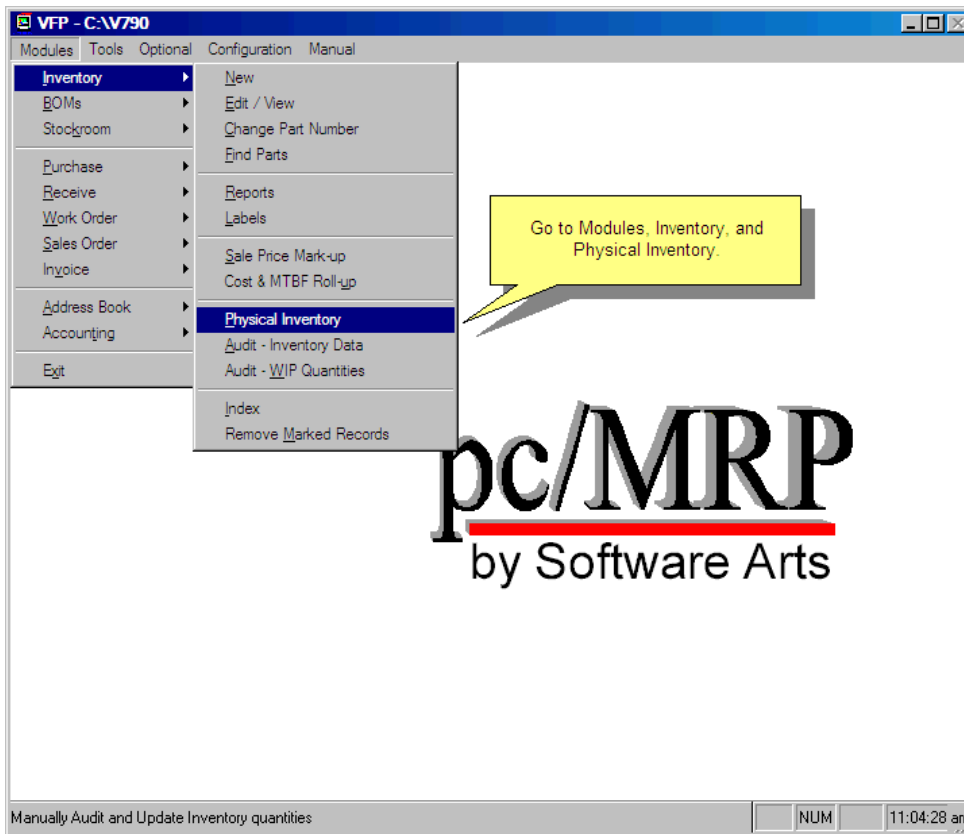 VFP - C:\V790
Modules Tools Optional Configuration Manual
Inventory
BOMs
Stockroom
Purchase
Receive
Work Order
Sales Order
Invoice
Address Book
Accounting
Exit
New
Edit / View
Change Part Number
Find Parts
Reports
Labels
Sale Price Mark-up
Cost & MTBF Roll-up
Physical Inventory
Audit - Inventory Data
Audit - WIP Quantities
Index
Remove Marked Records
Go to Modules, Inventory, and
Physical Inventory.
pc/MRP
by Software Arts
Manually Audit and Update Inventory quantities NUM 11:04:28 am